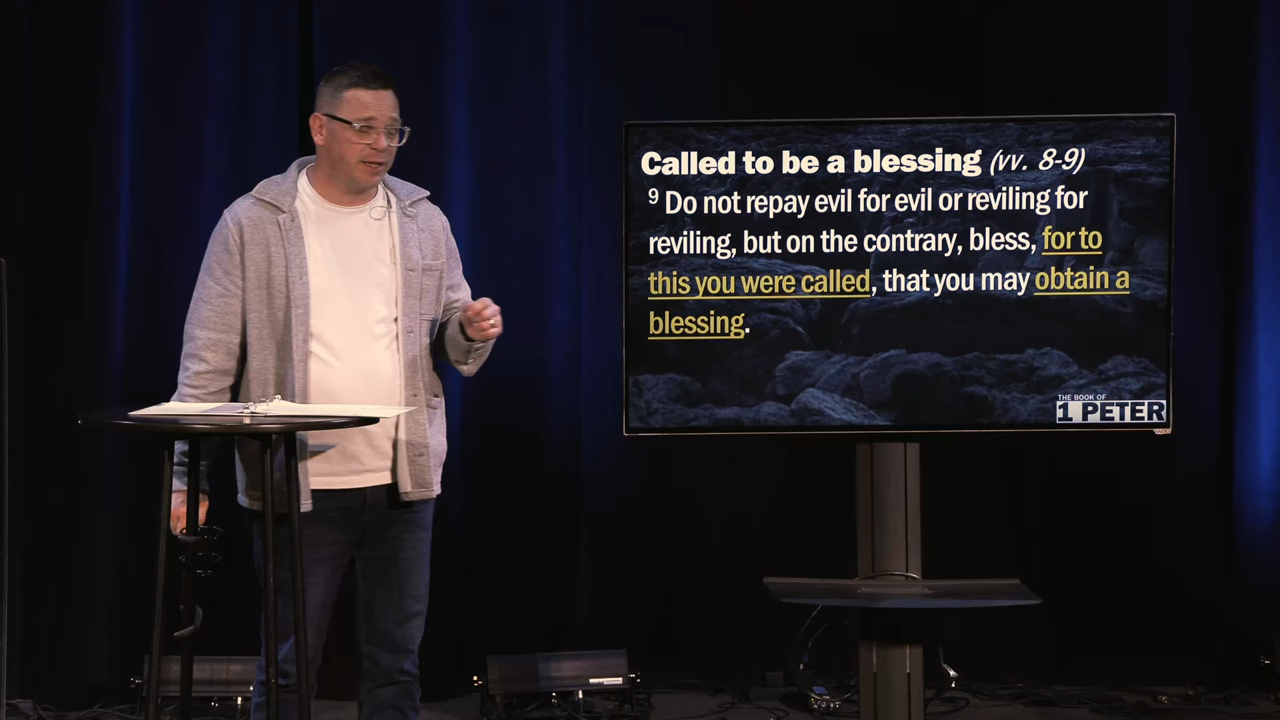 Called to be a blessing (vv. 8-9)
9 Do not repay evil for evil or reviling for
reviling, but on the contrary, bless, for to
this you were called, that you may obtain a
blessing.
THE BOOK OF
1 PETER